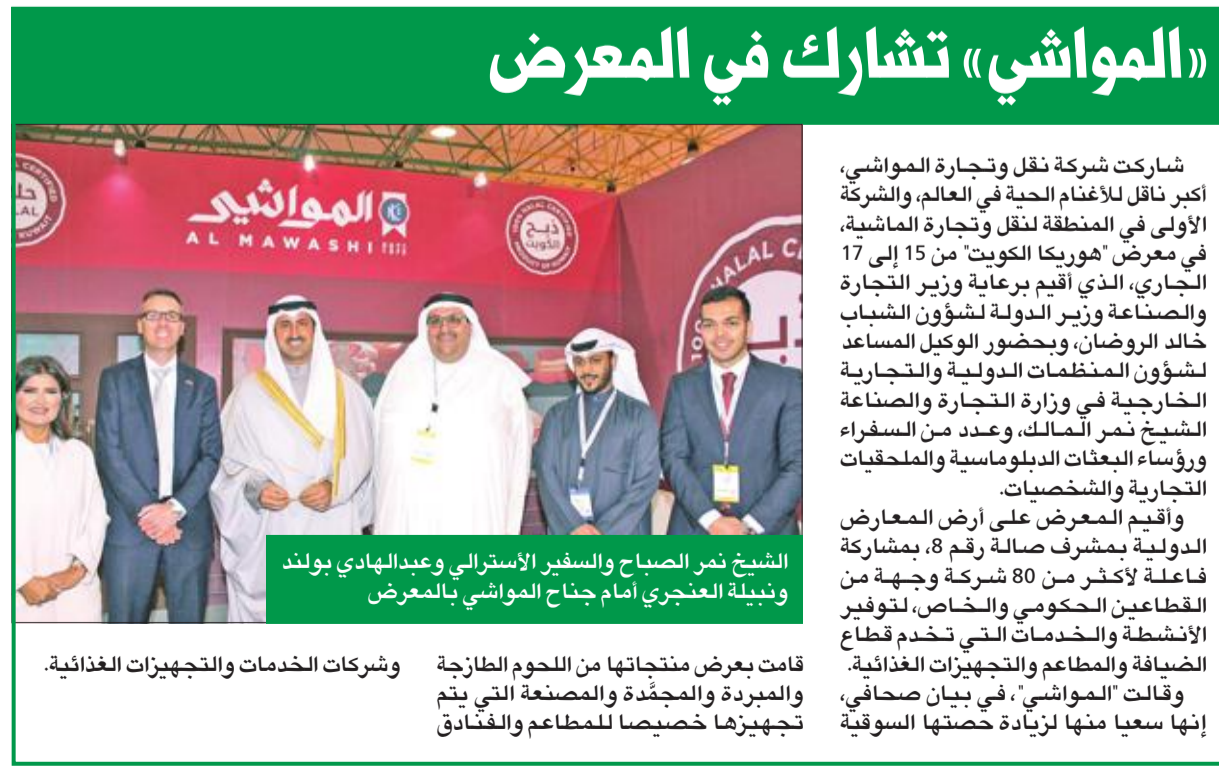 «المواشي» تشارك في المعرض
شاركت شركة نقل وتجارة المواشي،
أكبر ناقل للأغنام الحية في العالم، والشركة
الأولى في المنطقة لنقل وتجارة الماشية،
في معرض "هوريكا الكويت" من 15 إلى 17
الجاري، الذي أقيم برعاية وزير التجارة
والصناعة وزير الدولة لشؤون الشباب
خالد الروضان، وبحضور الوكيل المساعد
لشؤون المنظمات الدولية والتجارية
الخارجية في وزارة التجارة والصناعة
الشيخ نمر المالك، وعدد من السفراء
ورؤساء البعثات الدبلوماسية والملحقيات
التجارية والشخصيات.
وأقيم المعرض على أرض المعارض
الدولية بمشرف صالة رقم 8، بمشاركة
فاعلة لأكثر من 80 شركة وجهة من
القطاعين الحكومي والخاص، لتوفير
الأنشطة والخدمات التي تخدم قطاع
الضيافة والمطاعم والتجهيزات الغذائية.
وقالت "المواشي"، في بيان صحافي،
إنها سعيا منها لزيادة حصتها السوقية
قامت بعرض منتجاتها من اللحوم الطازجة
والمبردة والمجمَّدة والمصنعة التي يتم
تجهيزها خصيصا للمطاعم والفنادق
وشركات الخدمات والتجهيزات الغذائية.
المواشي
AL MAWASHI
ذبح
الكويت
100% HALAL CERTIFIED
PRODUCT OF KUWAIT
الشيخ نمر الصباح والسفير الأسترالي وعبدالهادي بولند
ونبيلة العنجري أمام جناح المواشي بالمعرض